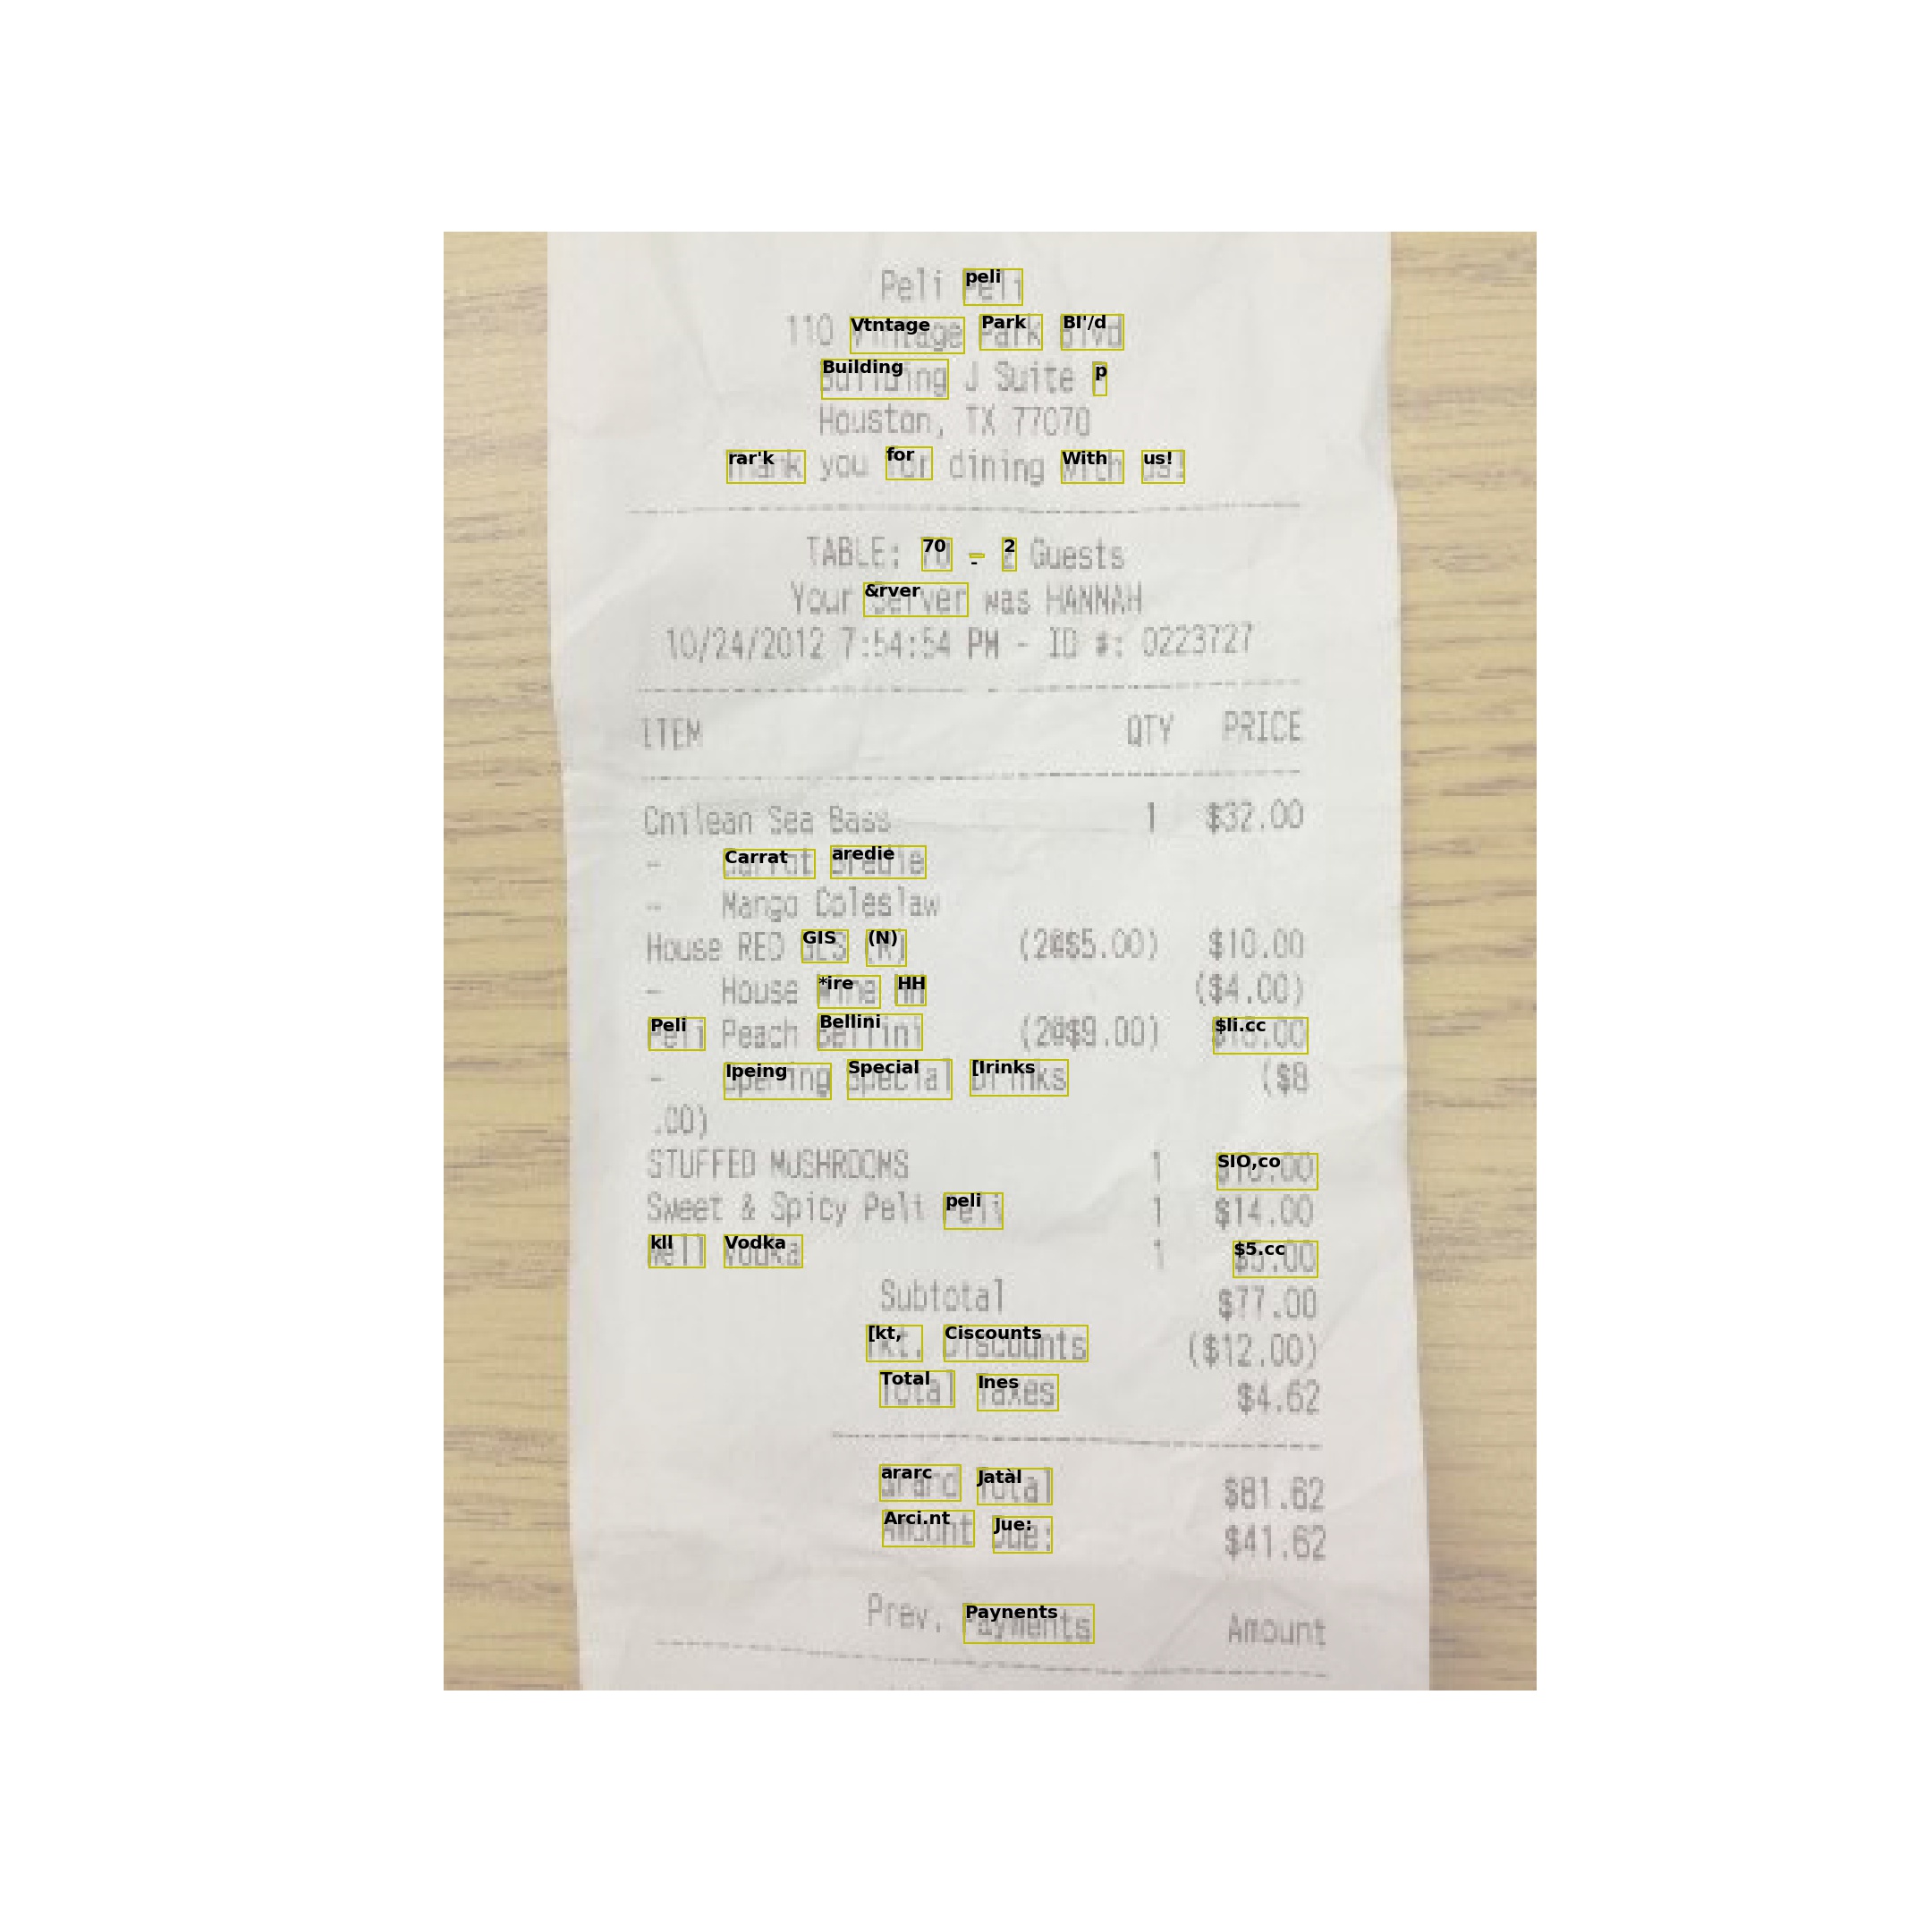 Peli Peli
110 Vintage Park Blvd
Building J Suite
Houston, TX 77070
Thank you for dining with us!
TABLE: 70 - 2 Guests
Your Server was HANNAH
10/24/2012 7:54:54 PM - ID #: 0223727
ITEM QTY PRICE
Chilean Sea Bass 1 $32.00
- Carrot Bredie
- Mango Coleslaw
House RED GLS (N) (2@$5.00) $10.00
- House Wine HH ($4.00)
Peli Peach Bellini (2@$9.00) $18.00
- Special Drinks ($8
.00)
STUFFED MUSHROOMS 1 $10.00
Sweet & Spicy Peli Peli 1 $14.00
Well Vodka 1 $5.00
Subtotal $77.00
Tkt. Discounts ($12.00)
Total Taxes $4.62
Grand Total $81.62
Amount Due: $41.62
Prev. Payments Amount